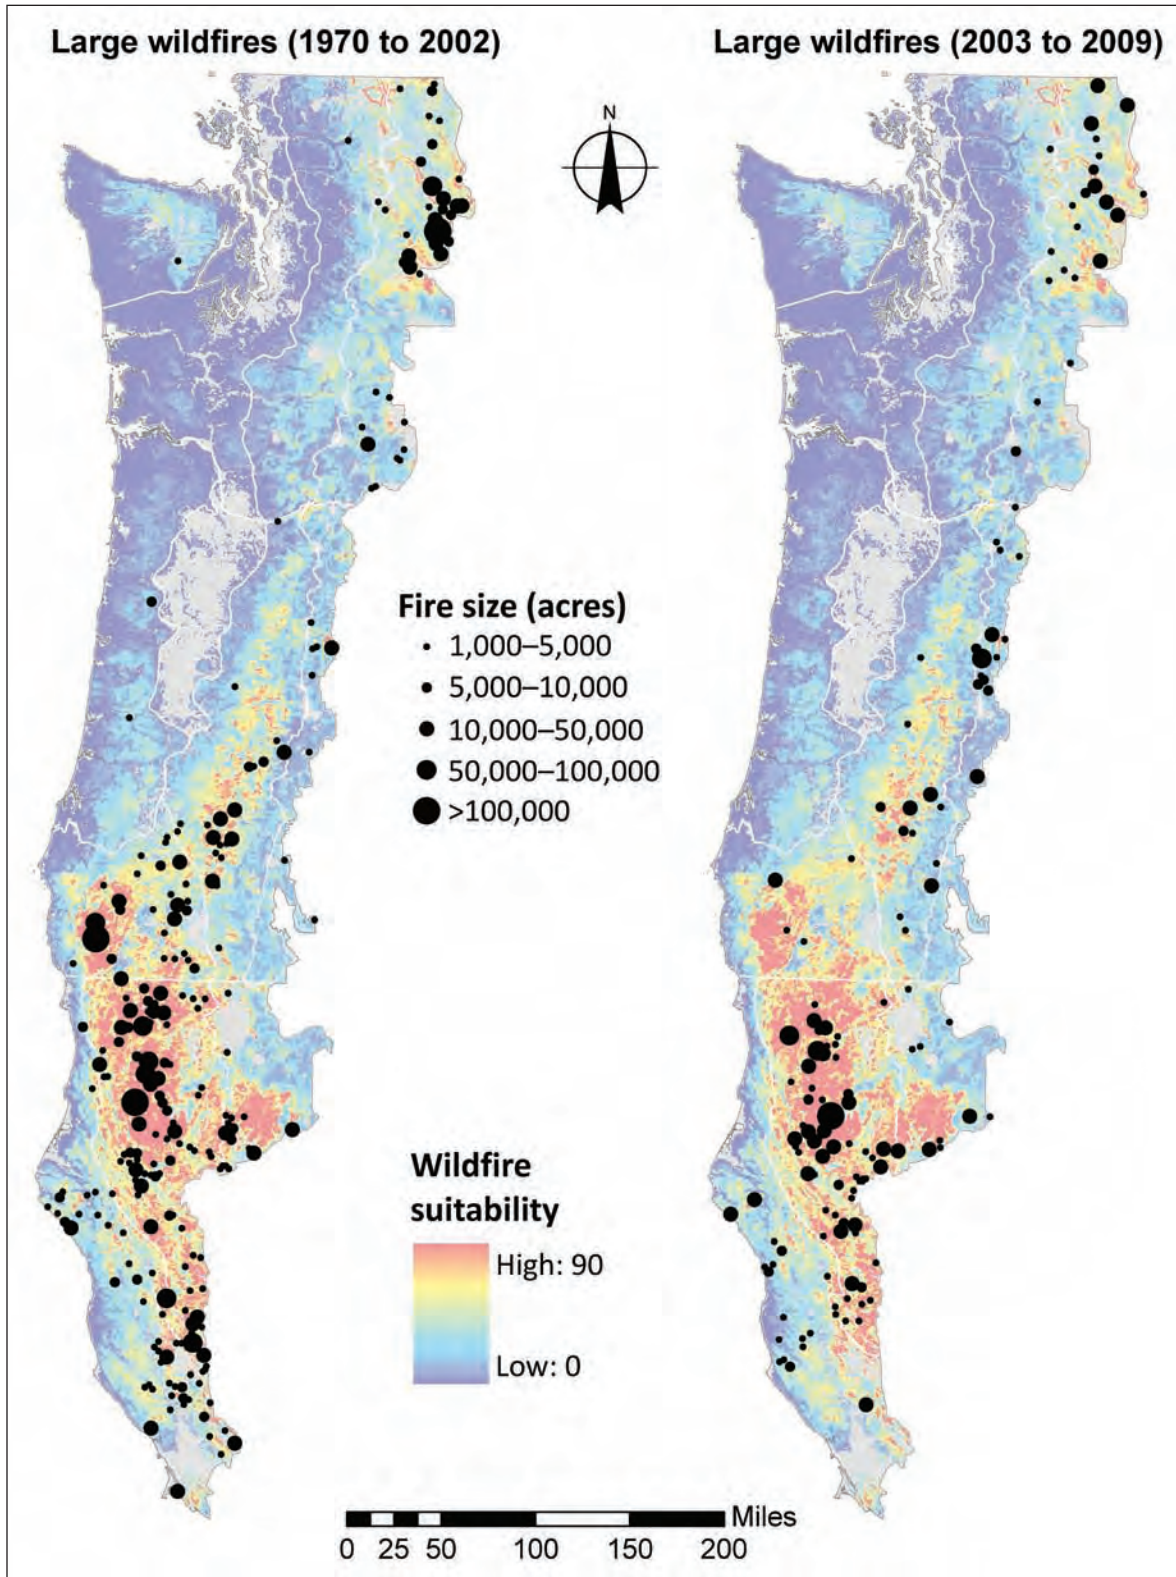 Large wildfires (1970 to 2002)
Large wildfires (2003 to 2009)
N
Fire size (acres)
1,000–5,000
5,000–10,000
10,000–50,000
50,000–100,000
>100,000
Wildfire
suitability
High: 90
Low: 0
Miles
0 25 50 100 150 200